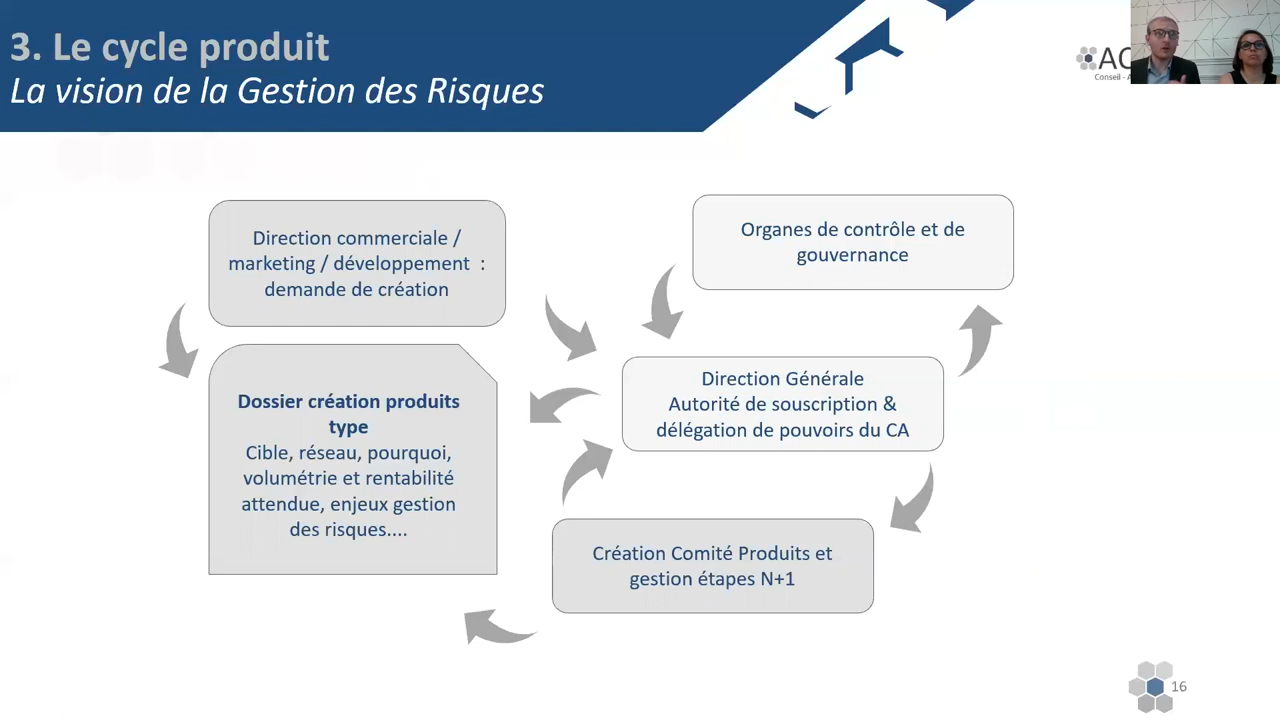 3. Le cycle produit
La vision de la Gestion des Risques
AC
Conseil - A
Direction commerciale /
marketing / développement :
demande de création
Organes de contrôle et de
gouvernance
Dossier création produits
type
Cible, réseau, pourquoi,
volumétrie et rentabilité
attendue, enjeux gestion
des risques....
Direction Générale
Autorité de souscription &
délégation de pouvoirs du CA
Création Comité Produits et
gestion étapes N+1
16